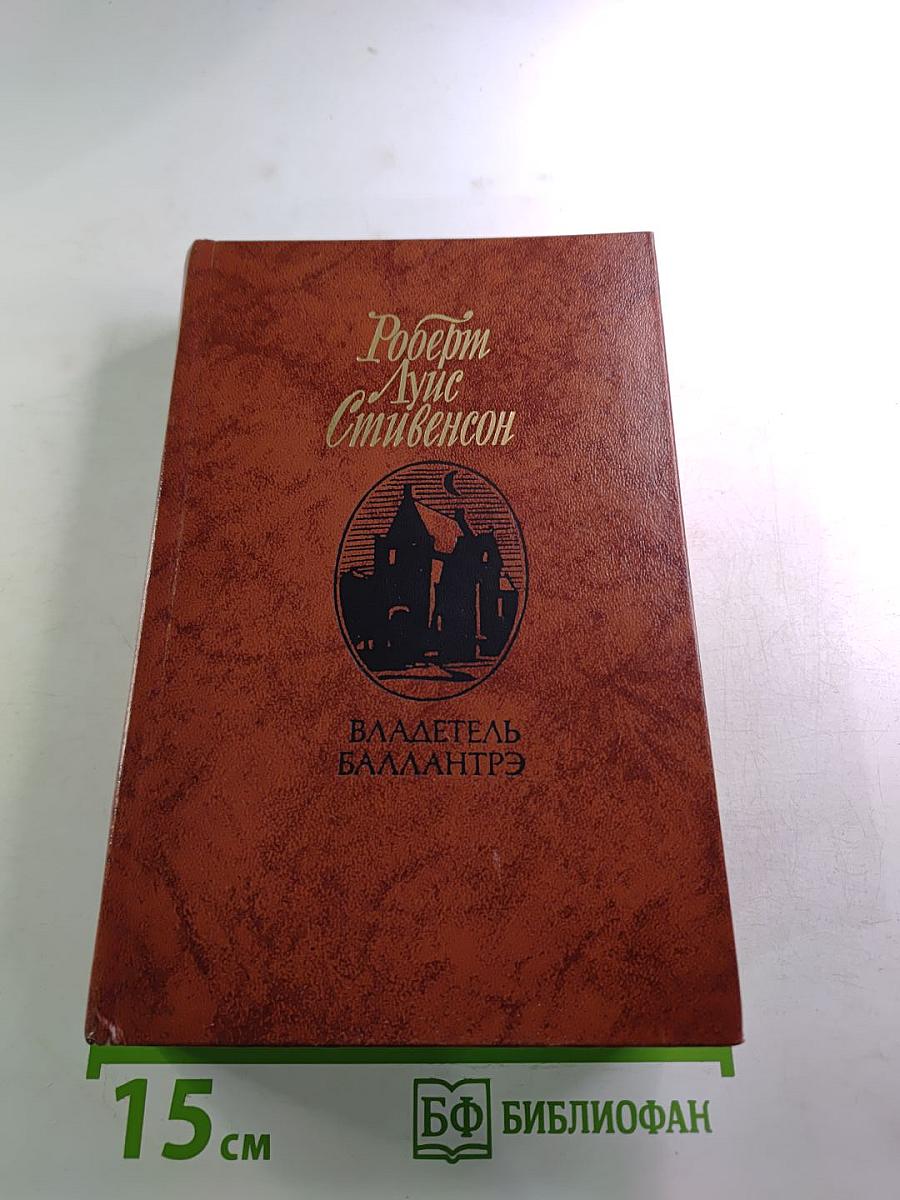 Роберт
Луис
Стивенсон
ВЛАДЕТЕЛЬ
БАЛЛАНТРЭ
15 см
БФ БИБЛИОФАН